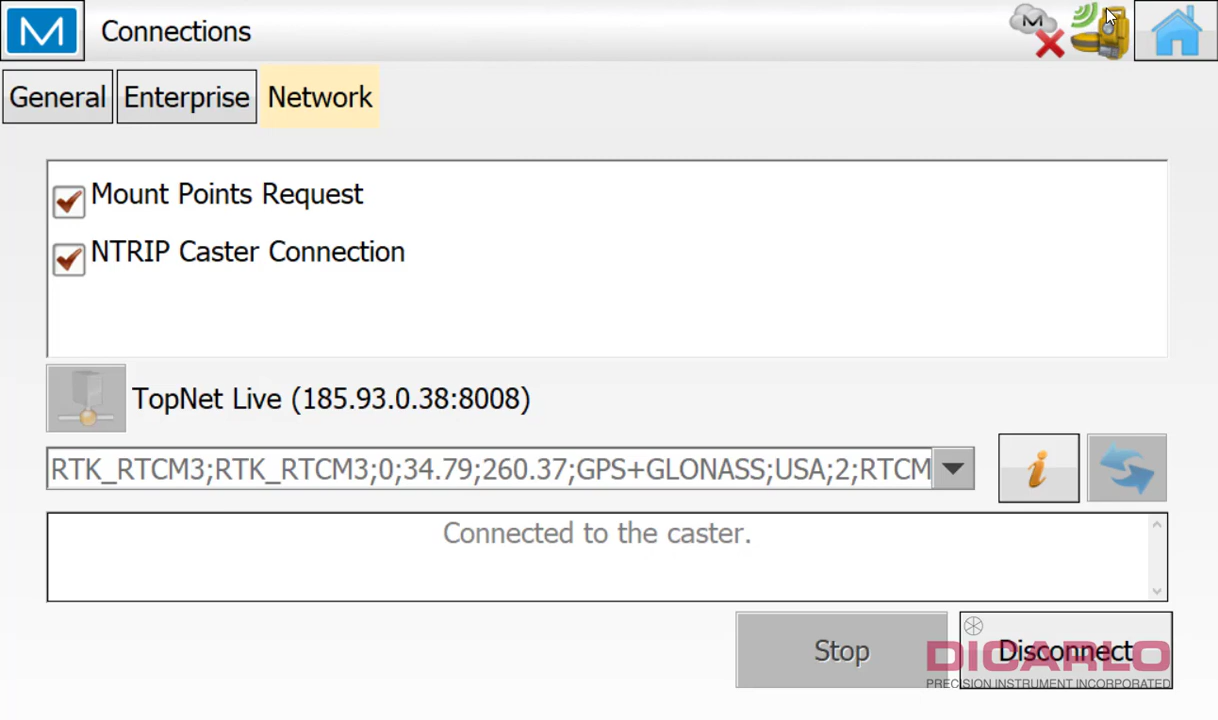 M Connections
M
General Enterprise Network
Mount Points Request
NTRIP Caster Connection
TopNet Live (185.93.0.38:8008)
RTK_RTCM3;RTK_RTCM3;0;34.79;260.37;GPS+GLONASS;USA;2;RTCM
i
Connected to the caster.
Stop Disconnect
DICARLO
PRECISION INSTRUMENT INCORPORATED